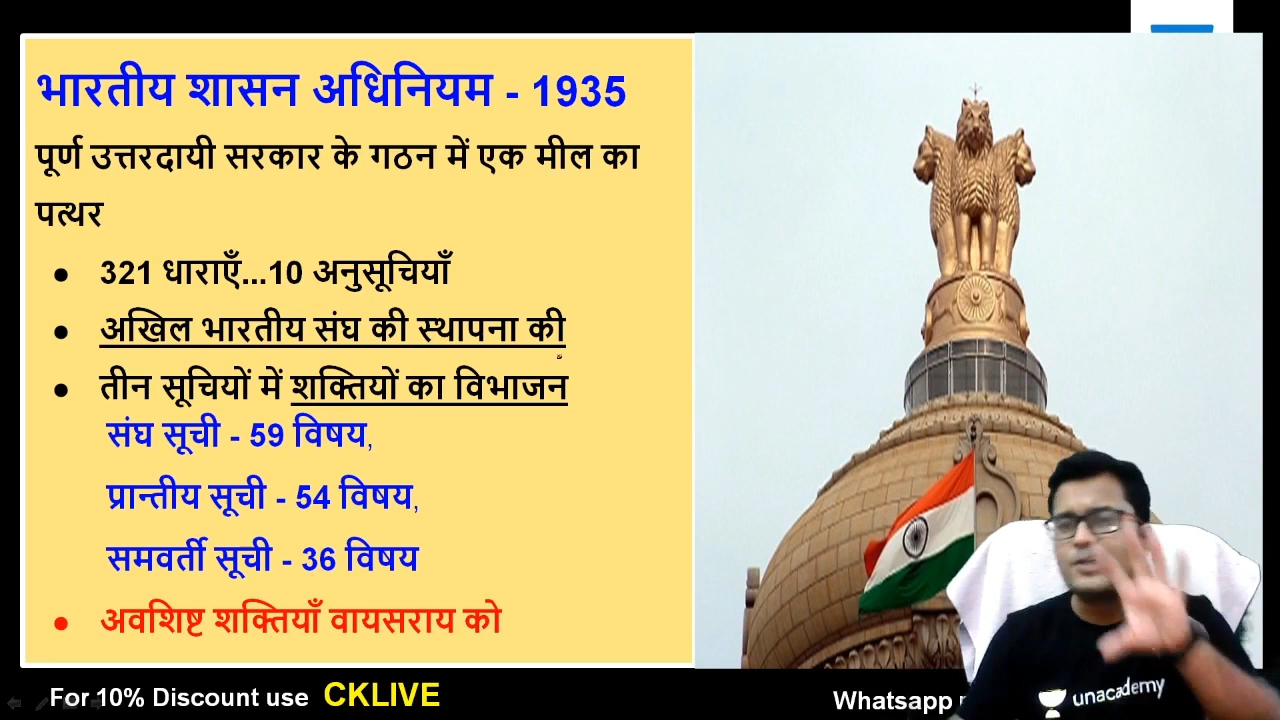 भारतीय शासन अधिनियम - 1935
पूर्ण उत्तरदायी सरकार के गठन में एक मील का
पत्थर
● 321 धाराएँ...10 अनुसूचियाँ
● अखिल भारतीय संघ की स्थापना की
● तीन सूचियों में शक्तियों का विभाजन
संघ सूची - 59 विषय,
प्रान्तीय सूची - 54 विषय,
समवर्ती सूची - 36 विषय
● अवशिष्ट शक्तियाँ वायसराय को
unacademy
For 10% Discount use CKLIVE
Whatsapp